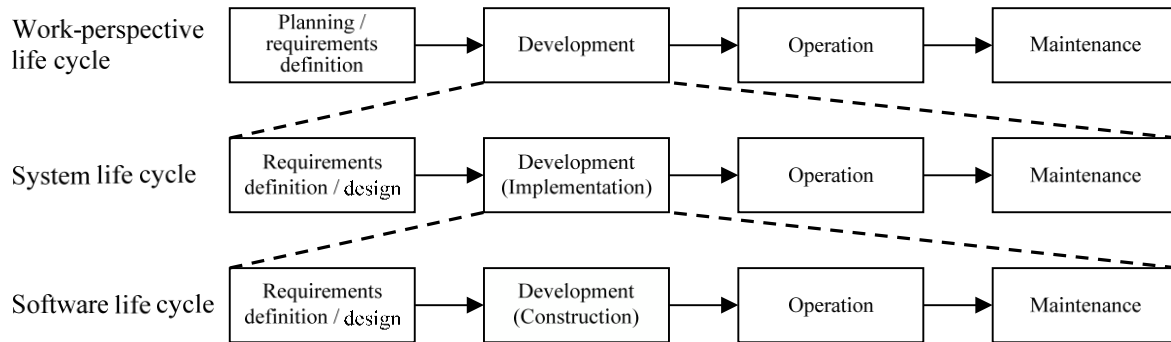 Work-perspective
life cycle
Planning /
requirements
definition
Development
Operation
Maintenance
System life cycle
Requirements
definition / design
Development
(Implementation)
Operation
Maintenance
Software life cycle
Requirements
definition / design
Development
(Construction)
Operation
Maintenance